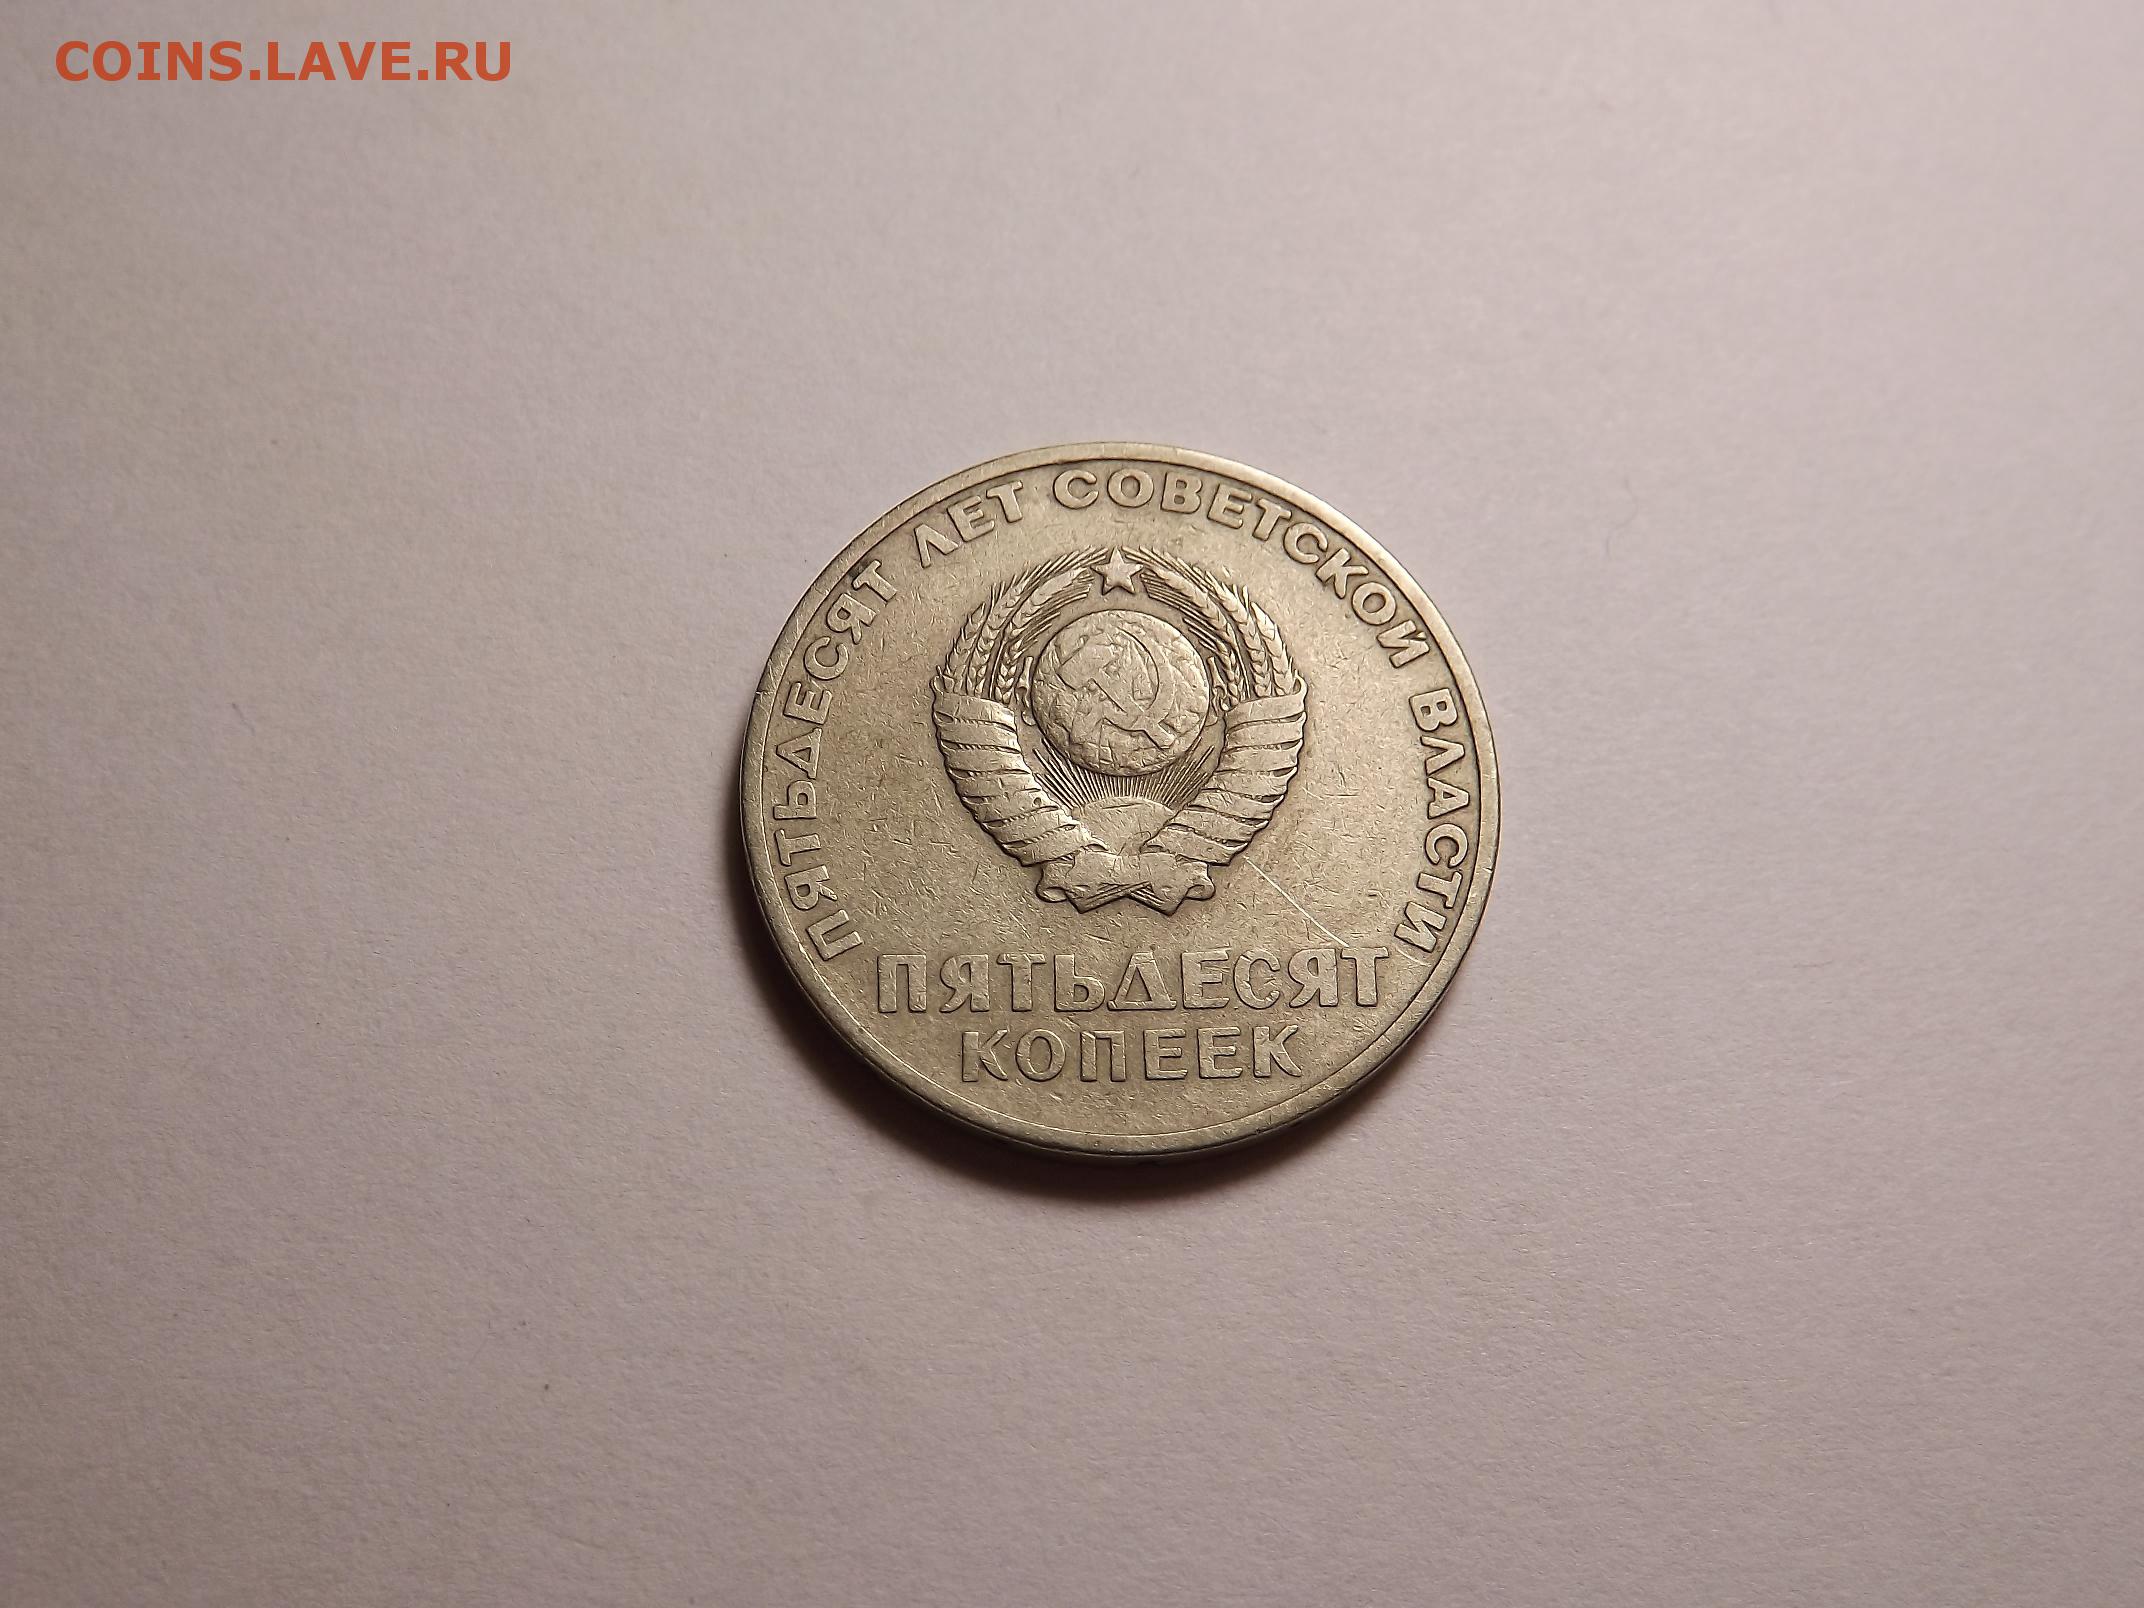 COINS.LAVE.RU
ПЯТЬДЕСЯТ ЛЕТ СОВЕТСКОЙ ВЛАСТИ
ПЯТЬДЕСЯТ
КОПЕЕК